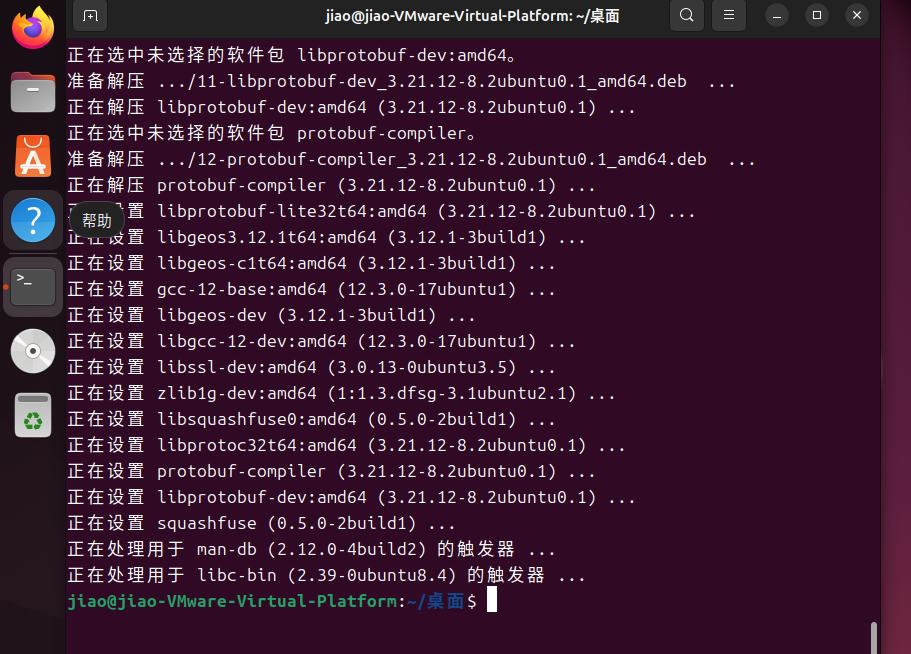 jiao@jiao-VMware-Virtual-Platform: ~/桌面
正在选中未选择的软件包 libprotobuf-dev:amd64。
准备解压 .../11-libprotobuf-dev_3.21.12-8.2ubuntu0.1_amd64.deb  ...
正在解压 libprotobuf-dev:amd64 (3.21.12-8.2ubuntu0.1) ...
正在选中未选择的软件包 protobuf-compiler。
准备解压 .../12-protobuf-compiler_3.21.12-8.2ubuntu0.1_amd64.deb  ...
正在解压 protobuf-compiler (3.21.12-8.2ubuntu0.1) ...
正在设置 libprotobuf-lite32t64:amd64 (3.21.12-8.2ubuntu0.1) ...
帮助
正在设置 libgeos3.12.1t64:amd64 (3.12.1-3build1) ...
正在设置 libgeos-c1t64:amd64 (3.12.1-3build1) ...
正在设置 gcc-12-base:amd64 (12.3.0-17ubuntu1) ...
正在设置 libgeos-dev (3.12.1-3build1) ...
正在设置 libgcc-12-dev:amd64 (12.3.0-17ubuntu1) ...
正在设置 libssl-dev:amd64 (3.0.13-0ubuntu3.5) ...
正在设置 zlib1g-dev:amd64 (1:1.3.dfsg-3.1ubuntu2.1) ...
正在设置 libsquashfuse0:amd64 (0.5.0-2build1) ...
正在设置 libprotoc32t64:amd64 (3.21.12-8.2ubuntu0.1) ...
正在设置 protobuf-compiler (3.21.12-8.2ubuntu0.1) ...
正在设置 libprotobuf-dev:amd64 (3.21.12-8.2ubuntu0.1) ...
正在设置 squashfuse (0.5.0-2build1) ...
正在处理用于 man-db (2.12.0-4build2) 的触发器 ...
正在处理用于 libc-bin (2.39-0ubuntu8.4) 的触发器 ...
jiao@jiao-VMware-Virtual-Platform:~/桌面$